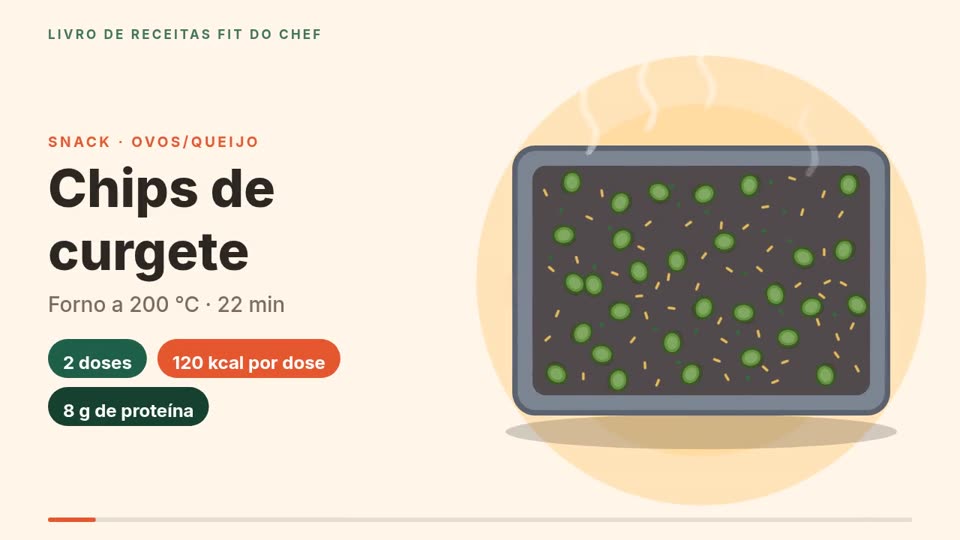 LIVRO DE RECEITAS FIT DO CHEF
SNACK · OVOS/QUEIJO
Chips de
curgete
Forno a 200 °C · 22 min
2 doses
120 kcal por dose
8 g de proteína